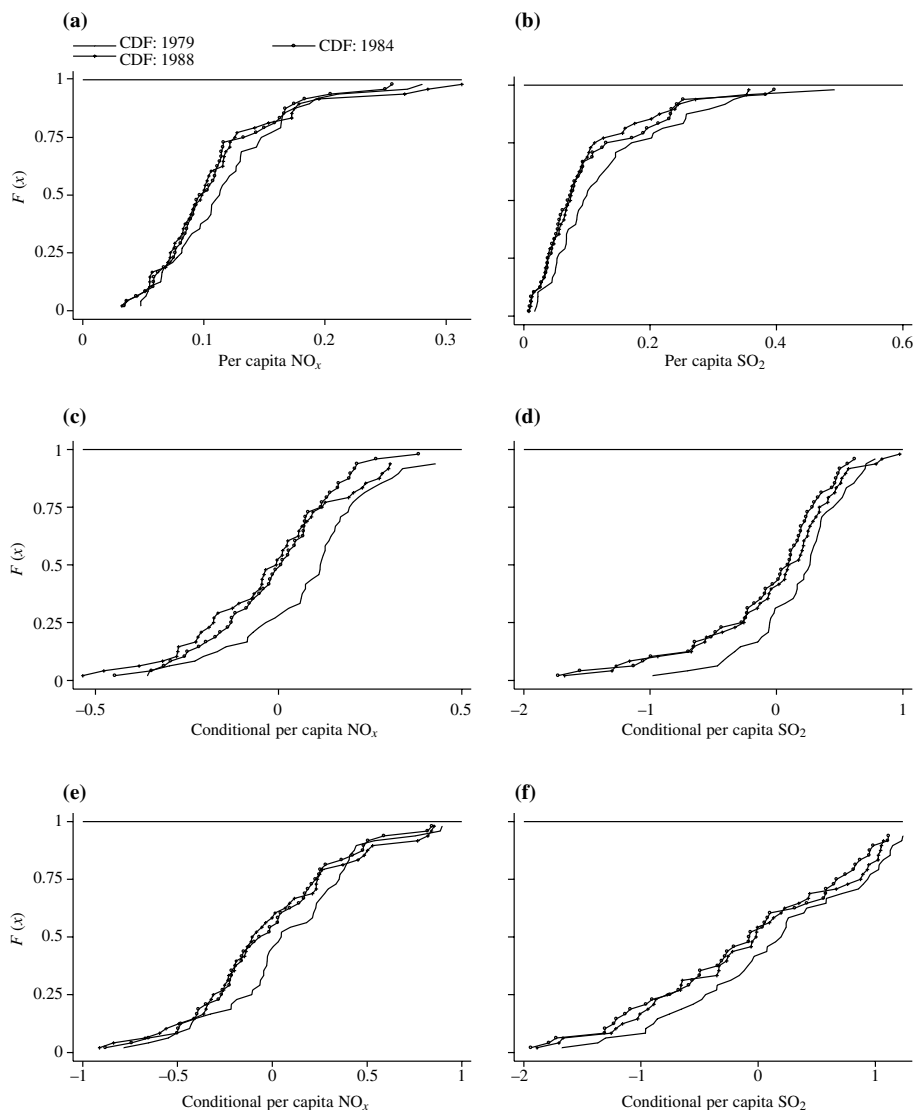 (a)
CDF: 1979
CDF: 1984
CDF: 1988
1
0.75
0.5
0.25
0
F (x)
0
0.1
0.2
0.3
Per capita NOx
(b)
0
0.2
0.4
0.6
Per capita SO2
(c)
1
0.75
0.5
0.25
0
F (x)
−0.5
0
0.5
Conditional per capita NOx
(d)
−2
−1
0
1
Conditional per capita SO2
(e)
1
0.75
0.5
0.25
0
F (x)
−1
−0.5
0
0.5
1
Conditional per capita NOx
(f)
−2
−1
0
1
Conditional per capita SO2